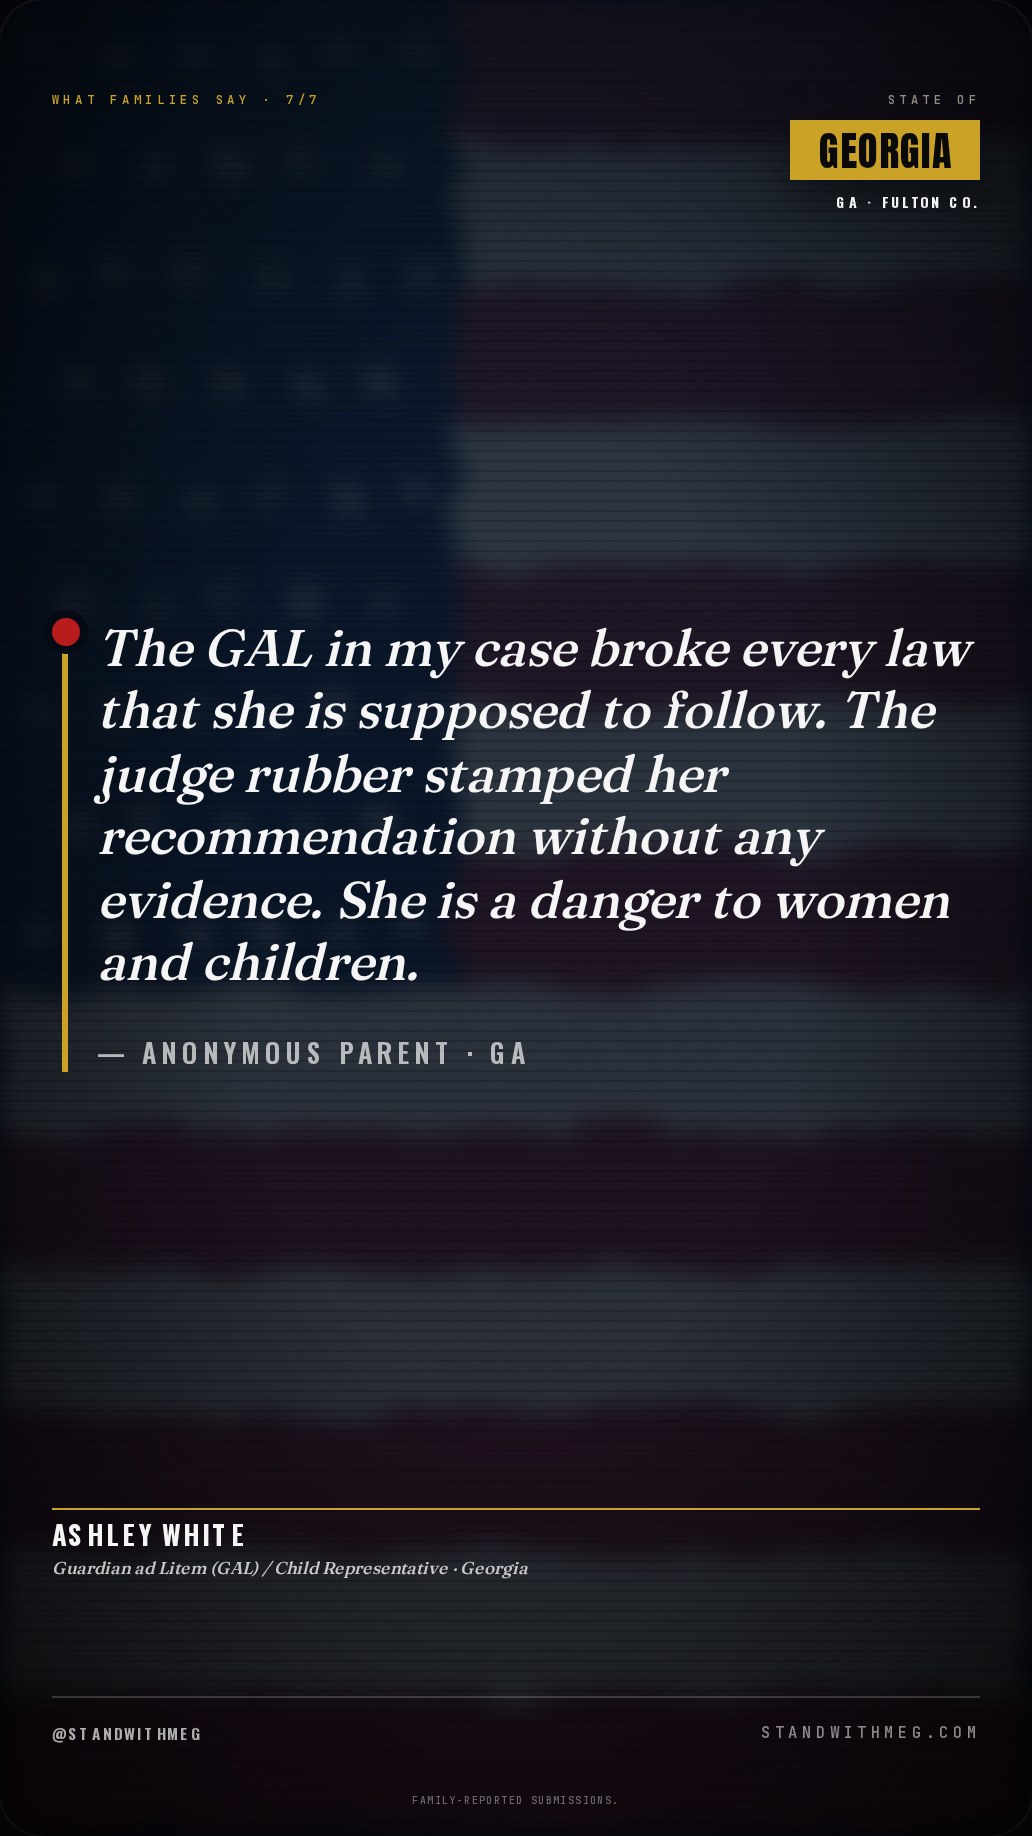 WHAT FAMILIES SAY · 7/7
STATE OF
GEORGIA
GA · FULTON CO.
The GAL in my case broke every law
that she is supposed to follow. The
judge rubber stamped her
recommendation without any
evidence. She is a danger to women
and children.
— ANONYMOUS PARENT · GA
ASHLEY WHITE
Guardian ad Litem (GAL) / Child Representative · Georgia
@STANDWITHMEG
STANDWITHMEG.COM
FAMILY-REPORTED SUBMISSIONS.